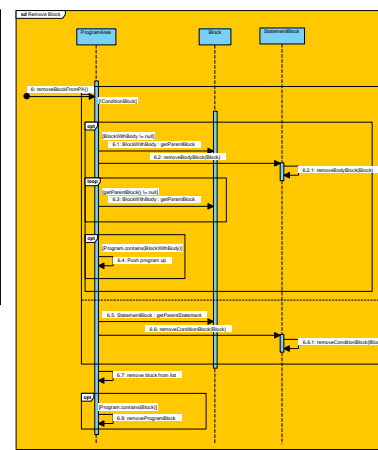 sd Remove Block
ProgramArea
Block
StatementBlock
6: removeBlockFromPA()
[!ConditionBlock]
opt
[BlockWithBody != null]
6.1: BlockWithBody : getParentBlock
6.2: removeBodyBlock(Block)
6.2.1: removeBodyBlock(Block)
loop
[getParentBlock() != null]
6.3: BlockWithBody : getParentBlock
opt
[Program.contains(BlockWithBody)]
6.4: Push program up
6.5: StatementBlock : getParentStatement
6.6: removeConditionBlock(Block)
6.6.1: removeConditionBlock(Bloc
6.7: remove block from list
opt
[Program.contains(Block)]
6.8: removeProgramBlock